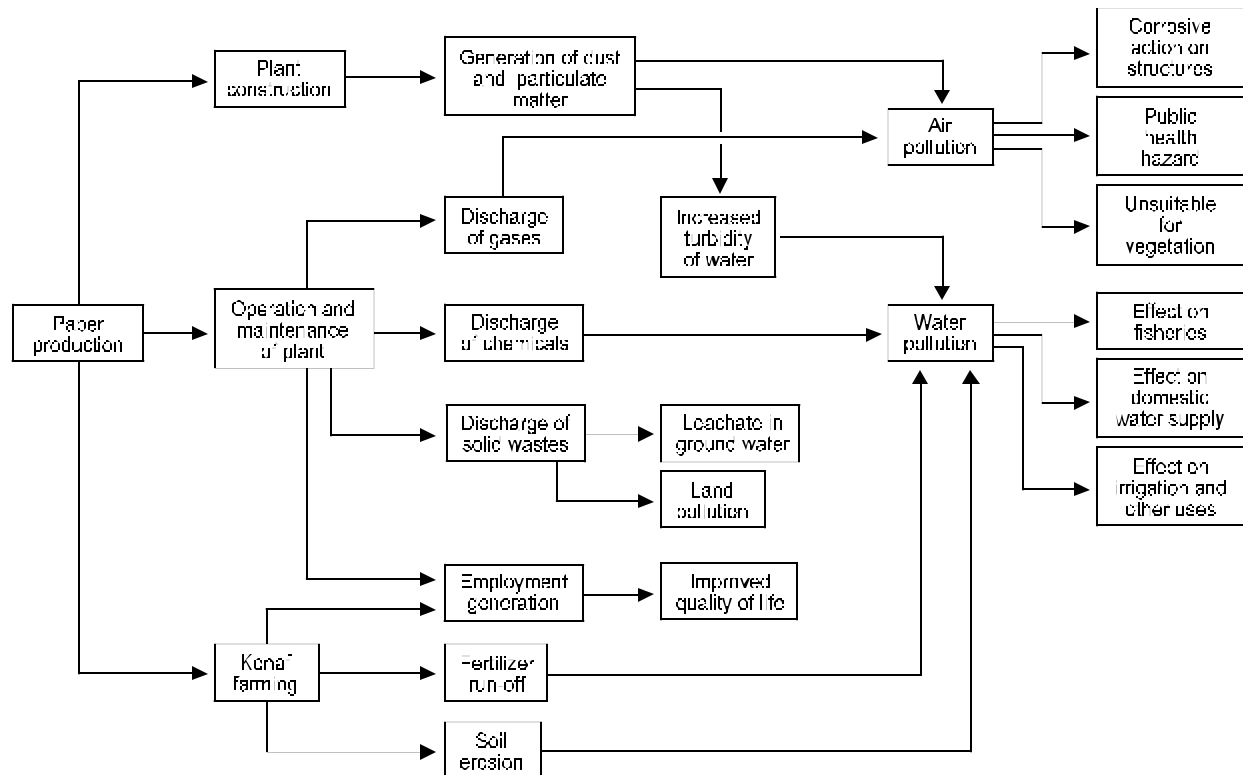 Plant
construction
Generation of dust
and particulate
matter
Corrosive
action on
structures
Air
pollution
Public
health
hazard
Discharge
of gases
Increased
turbidity
of water
Unsuitable
for
vegetation
Paper
production
Operation and
maintenance
of plant
Discharge
of chemicals
Water
pollution
Effect on
fisheries
Effect on
domestic
water supply
Discharge of
solid wastes
Leachate in
ground water
Land
pollution
Effect on
irrigation and
other uses
Employment
generation
Improved
quality of life
Kenaf
farming
Fertilizer
run-off
Soil
erosion